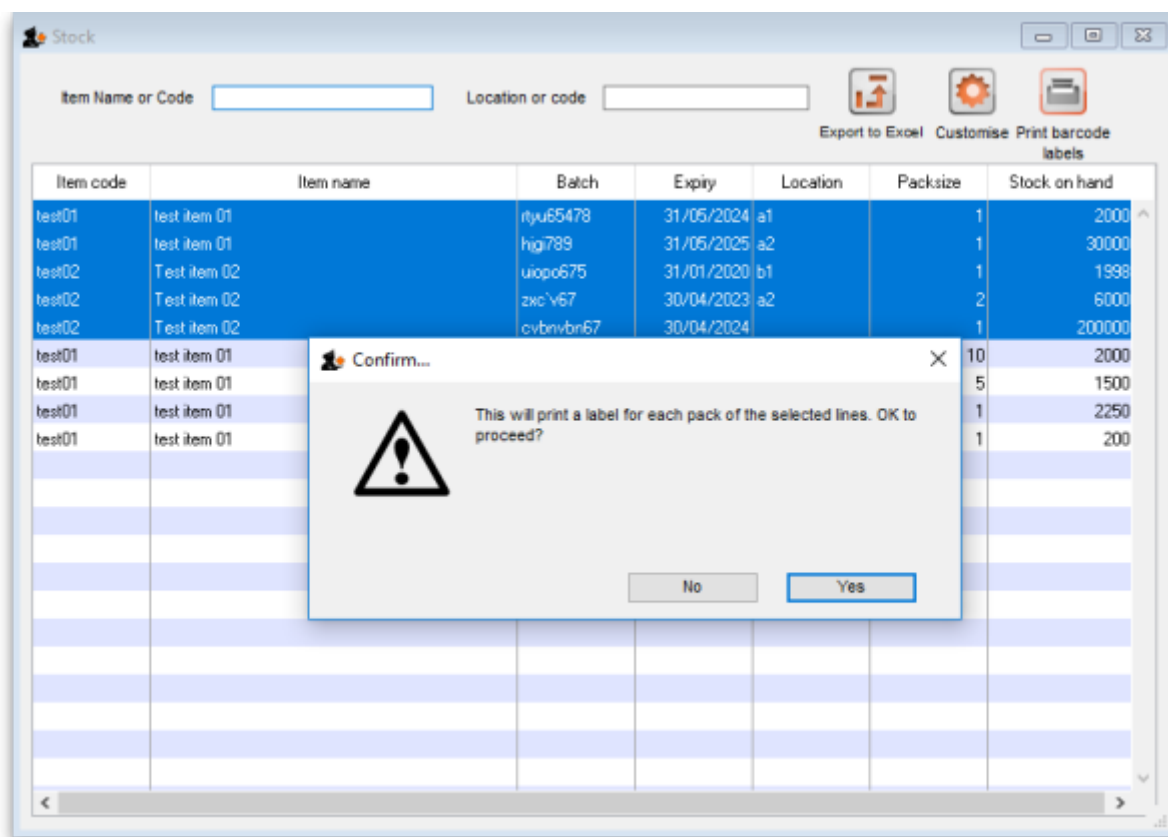 Stock
Item Name or Code Location or code
Export to Excel Customise Print barcode labels
Item code Item name Batch Expiry Location Packsize Stock on hand
test01 test item 01 rtyu65478 31/05/2024 a1 1 2000
test01 test item 01 hjgi789 31/05/2025 a2 1 30000
test02 Test item 02 uiopo675 31/01/2020 b1 1 1998
test02 Test item 02 zxc`v67 30/04/2023 a2 2 6000
test02 Test item 02 cvbnvbn67 30/04/2024 1 200000
test01 test item 01 10 2000
test01 test item 01 5 1500
test01 test item 01 1 2250
test01 test item 01 1 200
Confirm...
This will print a label for each pack of the selected lines. OK to
proceed?
No Yes